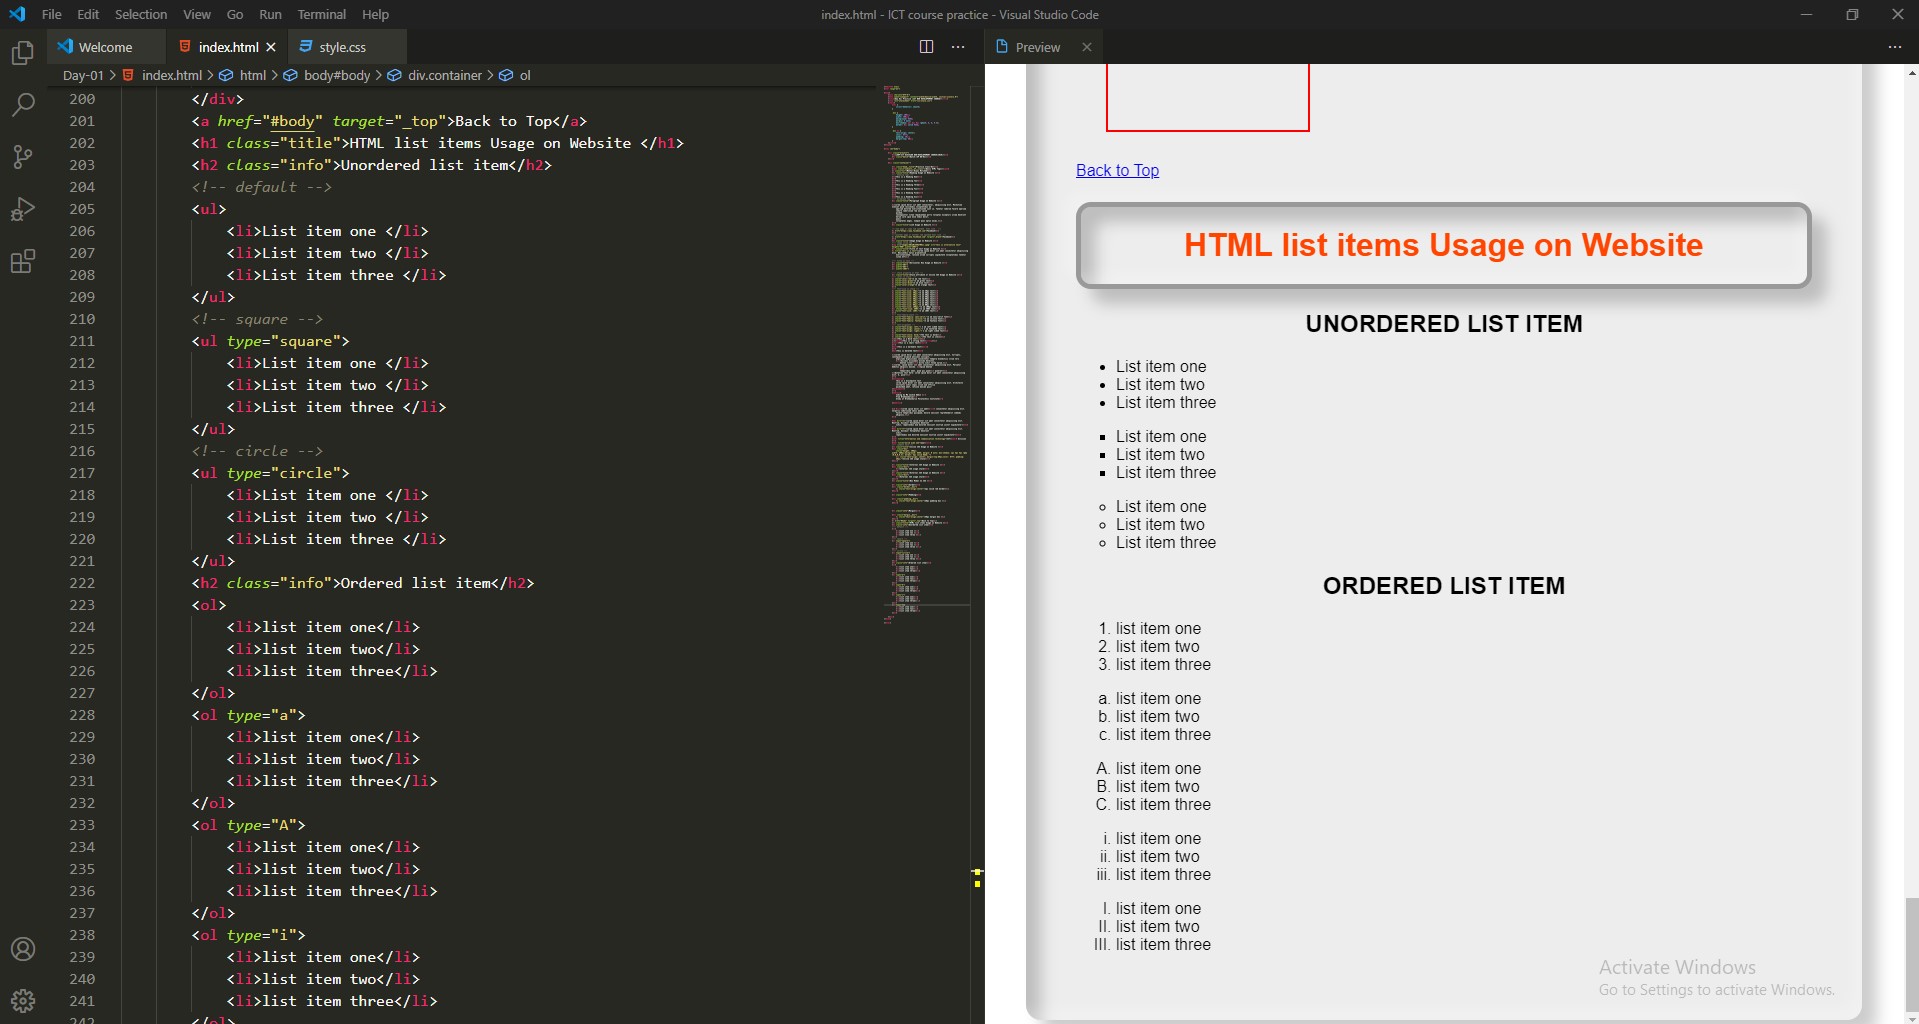 File Edit Selection View Go Run Terminal Help
index.html - ICT course practice - Visual Studio Code
Welcome
index.html
style.css
Preview
Day-01 > index.html > html > body#body > div.container > ol
200 </div>
201 <a href="#body" target="_top">Back to Top</a>
202 <h1 class="title">HTML list items Usage on Website </h1>
203 <h2 class="info">Unordered list item</h2>
204 <!-- default -->
205 <ul>
206 <li>List item one </li>
207 <li>List item two </li>
208 <li>List item three </li>
209 </ul>
210 <!-- square -->
211 <ul type="square">
212 <li>List item one </li>
213 <li>List item two </li>
214 <li>List item three </li>
215 </ul>
216 <!-- circle -->
217 <ul type="circle">
218 <li>List item one </li>
219 <li>List item two </li>
220 <li>List item three </li>
221 </ul>
222 <h2 class="info">Ordered list item</h2>
223 <ol>
224 <li>list item one</li>
225 <li>list item two</li>
226 <li>list item three</li>
227 </ol>
228 <ol type="a">
229 <li>list item one</li>
230 <li>list item two</li>
231 <li>list item three</li>
232 </ol>
233 <ol type="A">
234 <li>list item one</li>
235 <li>list item two</li>
236 <li>list item three</li>
237 </ol>
238 <ol type="i">
239 <li>list item one</li>
240 <li>list item two</li>
241 <li>list item three</li>
242 </ol>
Back to Top
HTML list items Usage on Website
UNORDERED LIST ITEM
• List item one
• List item two
• List item three
▪ List item one
▪ List item two
▪ List item three
◦ List item one
◦ List item two
◦ List item three
ORDERED LIST ITEM
1. list item one
2. list item two
3. list item three
a. list item one
b. list item two
c. list item three
A. list item one
B. list item two
C. list item three
i. list item one
ii. list item two
iii. list item three
I. list item one
II. list item two
III. list item three
Activate Windows
Go to Settings to activate Windows.